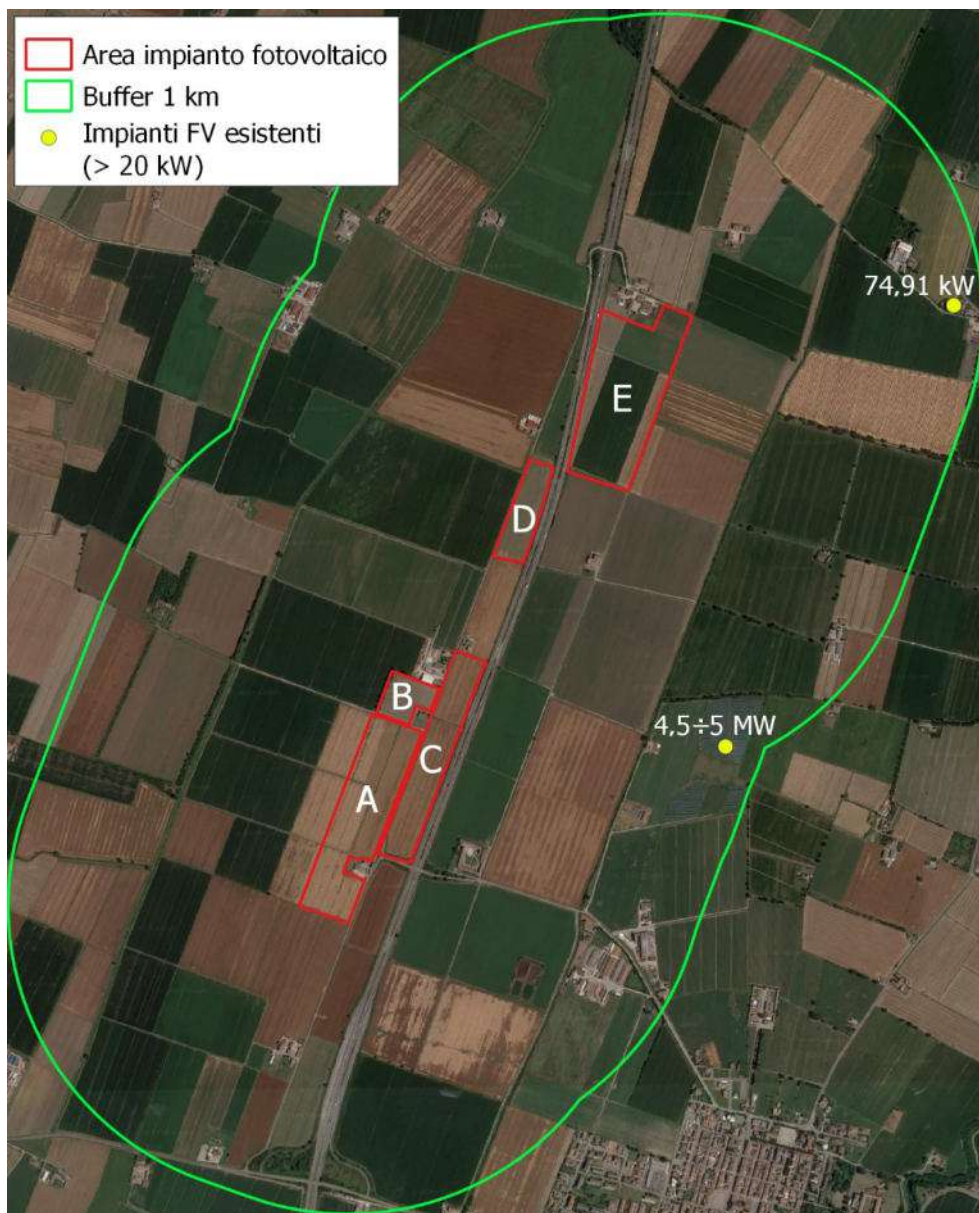 Area impianto fotovoltaico
Buffer 1 km
Impianti FV esistenti
(> 20 kW)
74,91 kW
E
D
B
4,5÷5 MW
C
A